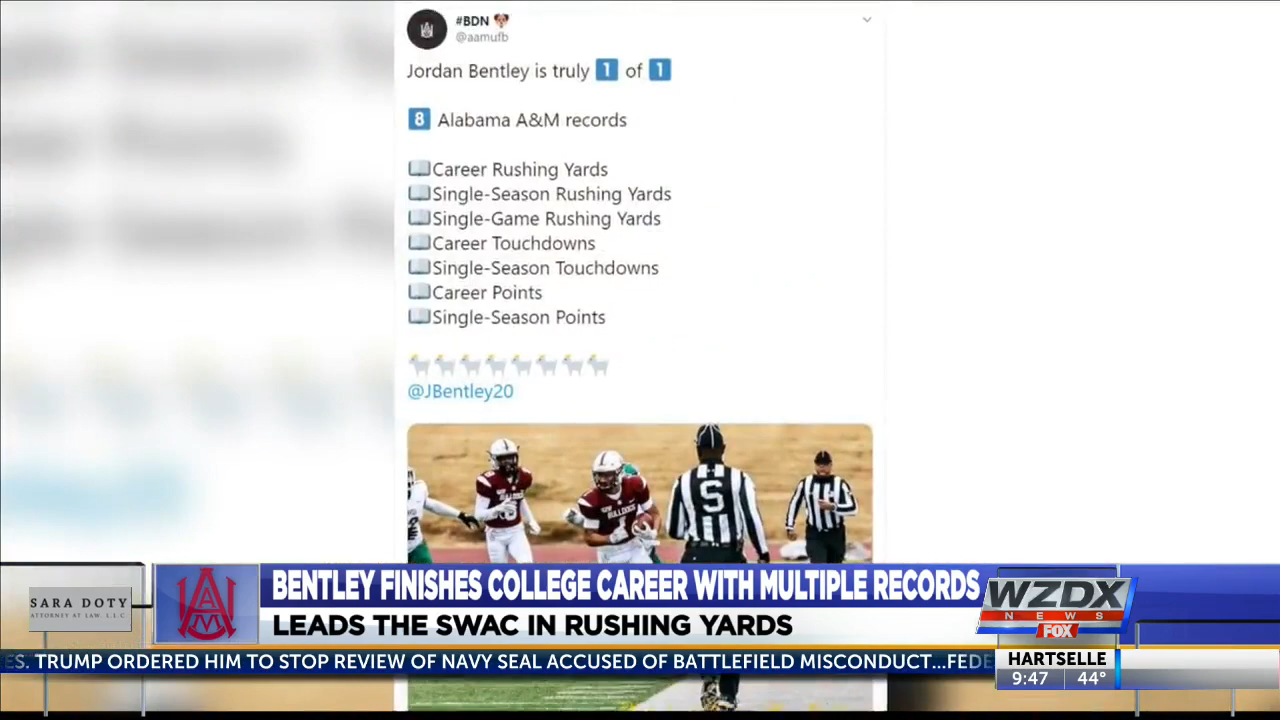 #BDN
@aamufb
Jordan Bentley is truly 1 of 1
8 Alabama A&M records
Career Rushing Yards
Single-Season Rushing Yards
Single-Game Rushing Yards
Career Touchdowns
Single-Season Touchdowns
Career Points
Single-Season Points
@JBentley20
BULLDOGS
BULLDOGS
S
SARA DOTY
ATTORNEY AT LAW, L.L.C.
AAMU
BENTLEY FINISHES COLLEGE CAREER WITH MULTIPLE RECORDS
LEADS THE SWAC IN RUSHING YARDS
WZDX
NEWS
FOX
ES. TRUMP ORDERED HIM TO STOP REVIEW OF NAVY SEAL ACCUSED OF BATTLEFIELD MISCONDUCT...FEDE
HARTSELLE
9:47 44°